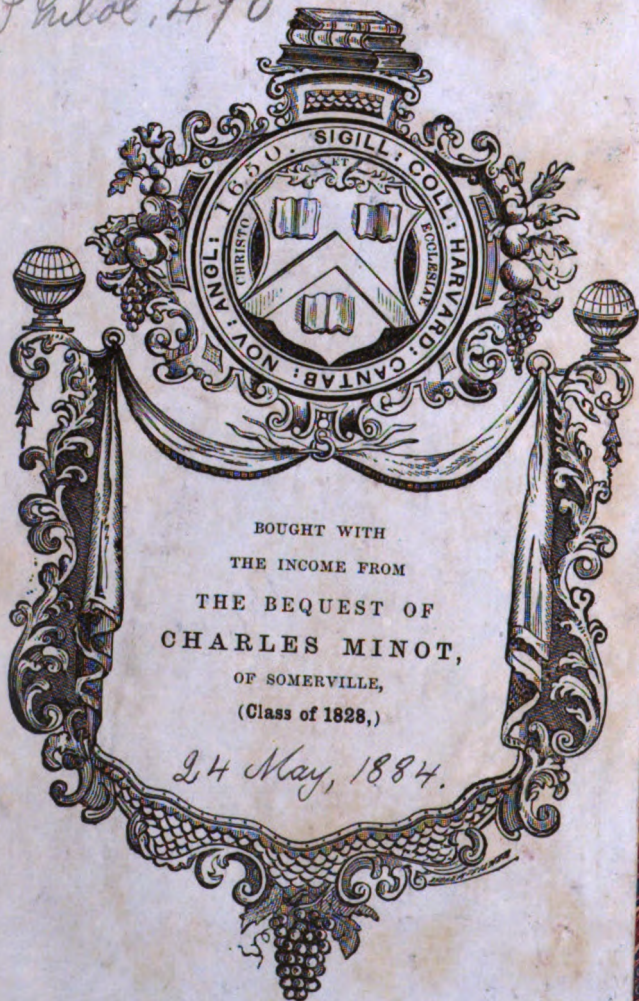 Philol. 470
SIGILL: COLL: HARVARD: CANTAB: NOV: ANGL: 1650.
CHRISTO ET ECCLESIAE
BOUGHT WITH
THE INCOME FROM
THE BEQUEST OF
CHARLES MINOT,
OF SOMERVILLE,
(Class of 1828,)
24 May, 1884.